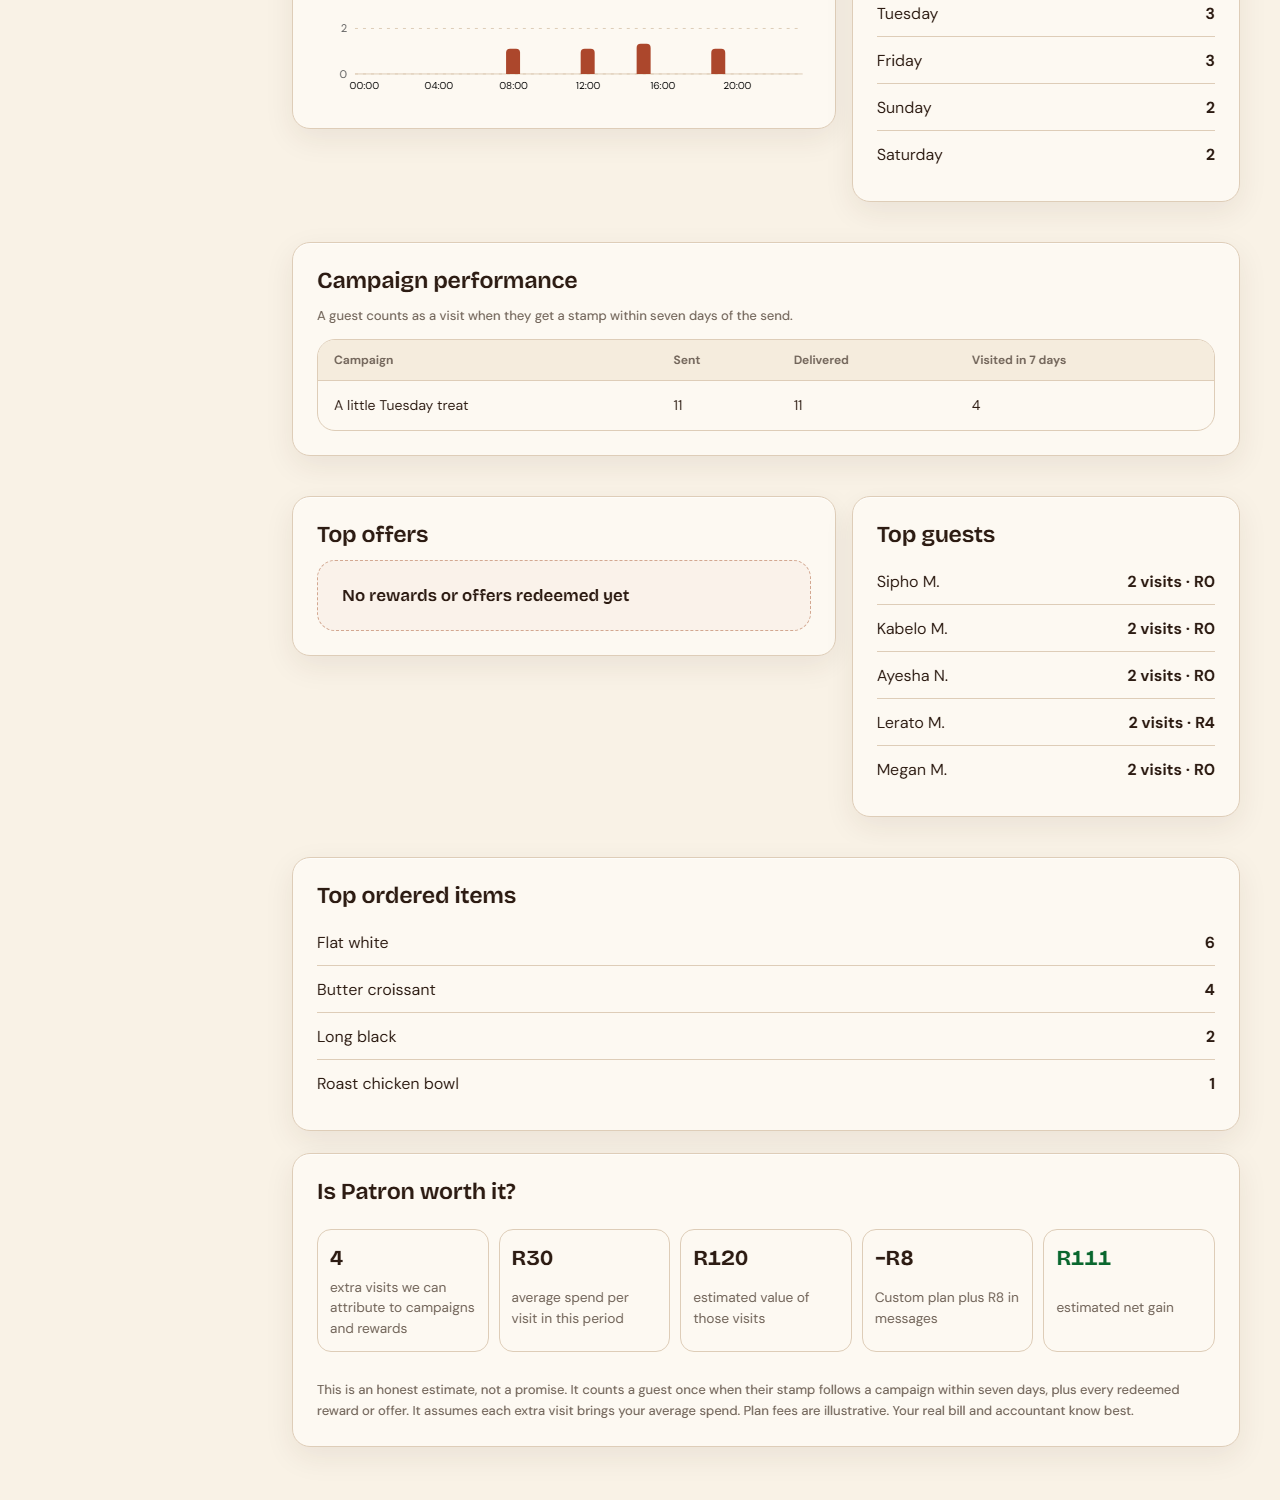 2
0
00:00 04:00 08:00 12:00 16:00 20:00
Tuesday 3
Friday 3
Sunday 2
Saturday 2
Campaign performance
A guest counts as a visit when they get a stamp within seven days of the send.
Campaign Sent Delivered Visited in 7 days
A little Tuesday treat 11 11 4
Top offers
No rewards or offers redeemed yet
Top guests
Sipho M. 2 visits · R0
Kabelo M. 2 visits · R0
Ayesha N. 2 visits · R0
Lerato M. 2 visits · R4
Megan M. 2 visits · R0
Top ordered items
Flat white 6
Butter croissant 4
Long black 2
Roast chicken bowl 1
Is Patron worth it?
4
extra visits we can
attribute to campaigns
and rewards
R30
average spend per
visit in this period
R120
estimated value of
those visits
−R8
Custom plan plus R8 in
messages
R111
estimated net gain
This is an honest estimate, not a promise. It counts a guest once when their stamp follows a campaign within seven days, plus every redeemed
reward or offer. It assumes each extra visit brings your average spend. Plan fees are illustrative. Your real bill and accountant know best.